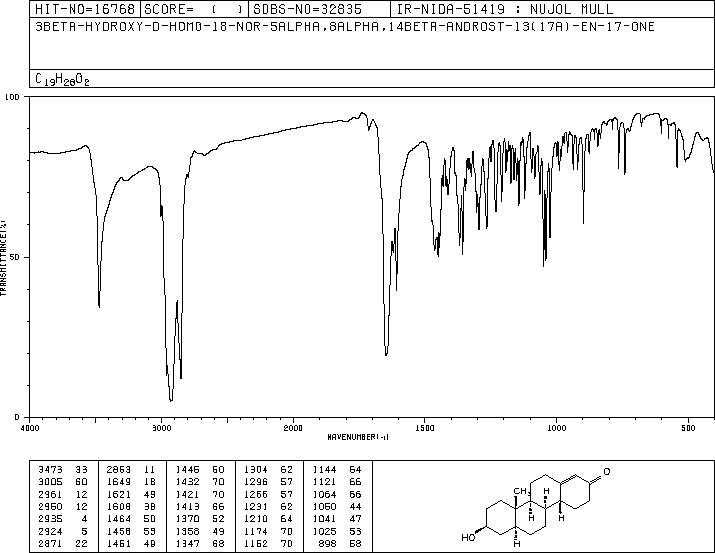 HIT-NO=16768 SCORE= ( ) SDBS-NO=32835 IR-NIDA-51419 : NUJOL MULL
3BETA-HYDROXY-D-HOMO-18-NOR-5ALPHA,8ALPHA,14BETA-ANDROST-13(17A)-EN-17-ONE
C19H28O2
100
50
0
TRANSMITTANCE(%)
4000 3000 2000 1500 1000 500
WAVENUMBER(-1)
3473 33 2863 11 1446 60 1304 62 1144 64
3005 60 1649 18 1432 70 1296 57 1121 66
2961 12 1621 49 1421 70 1266 57 1064 66
2950 12 1608 38 1413 66 1231 62 1050 44
2935 4 1464 50 1370 52 1210 64 1041 47
2924 5 1458 59 1358 49 1174 70 1025 53
2871 22 1451 49 1347 68 1162 70 898 58
O
CH3
H
H
H
H
HO
H